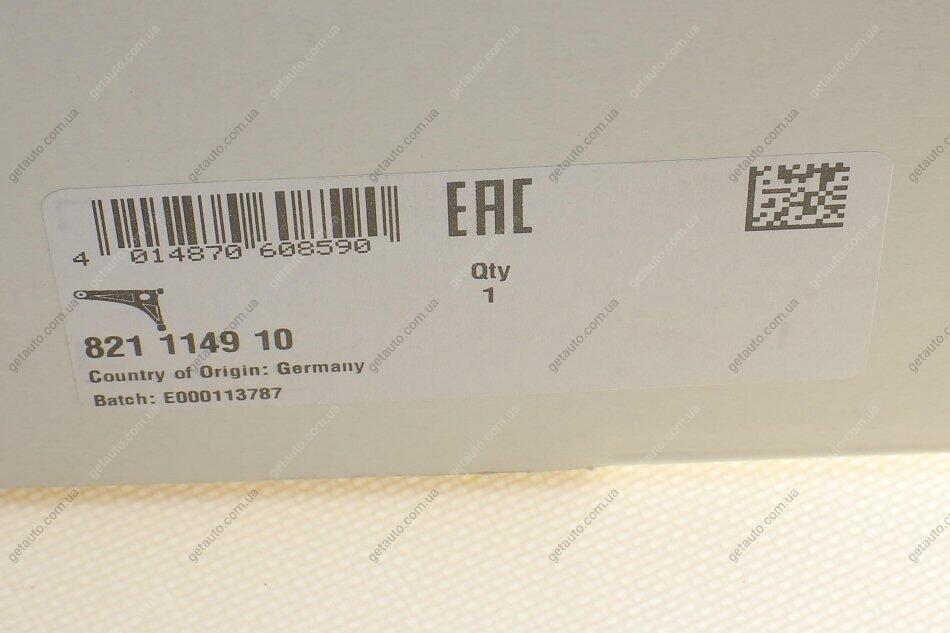 4 014870 608590
EAC
Qty
1
821 1149 10
Country of Origin: Germany
Batch: E000113787
getauto.com.ua